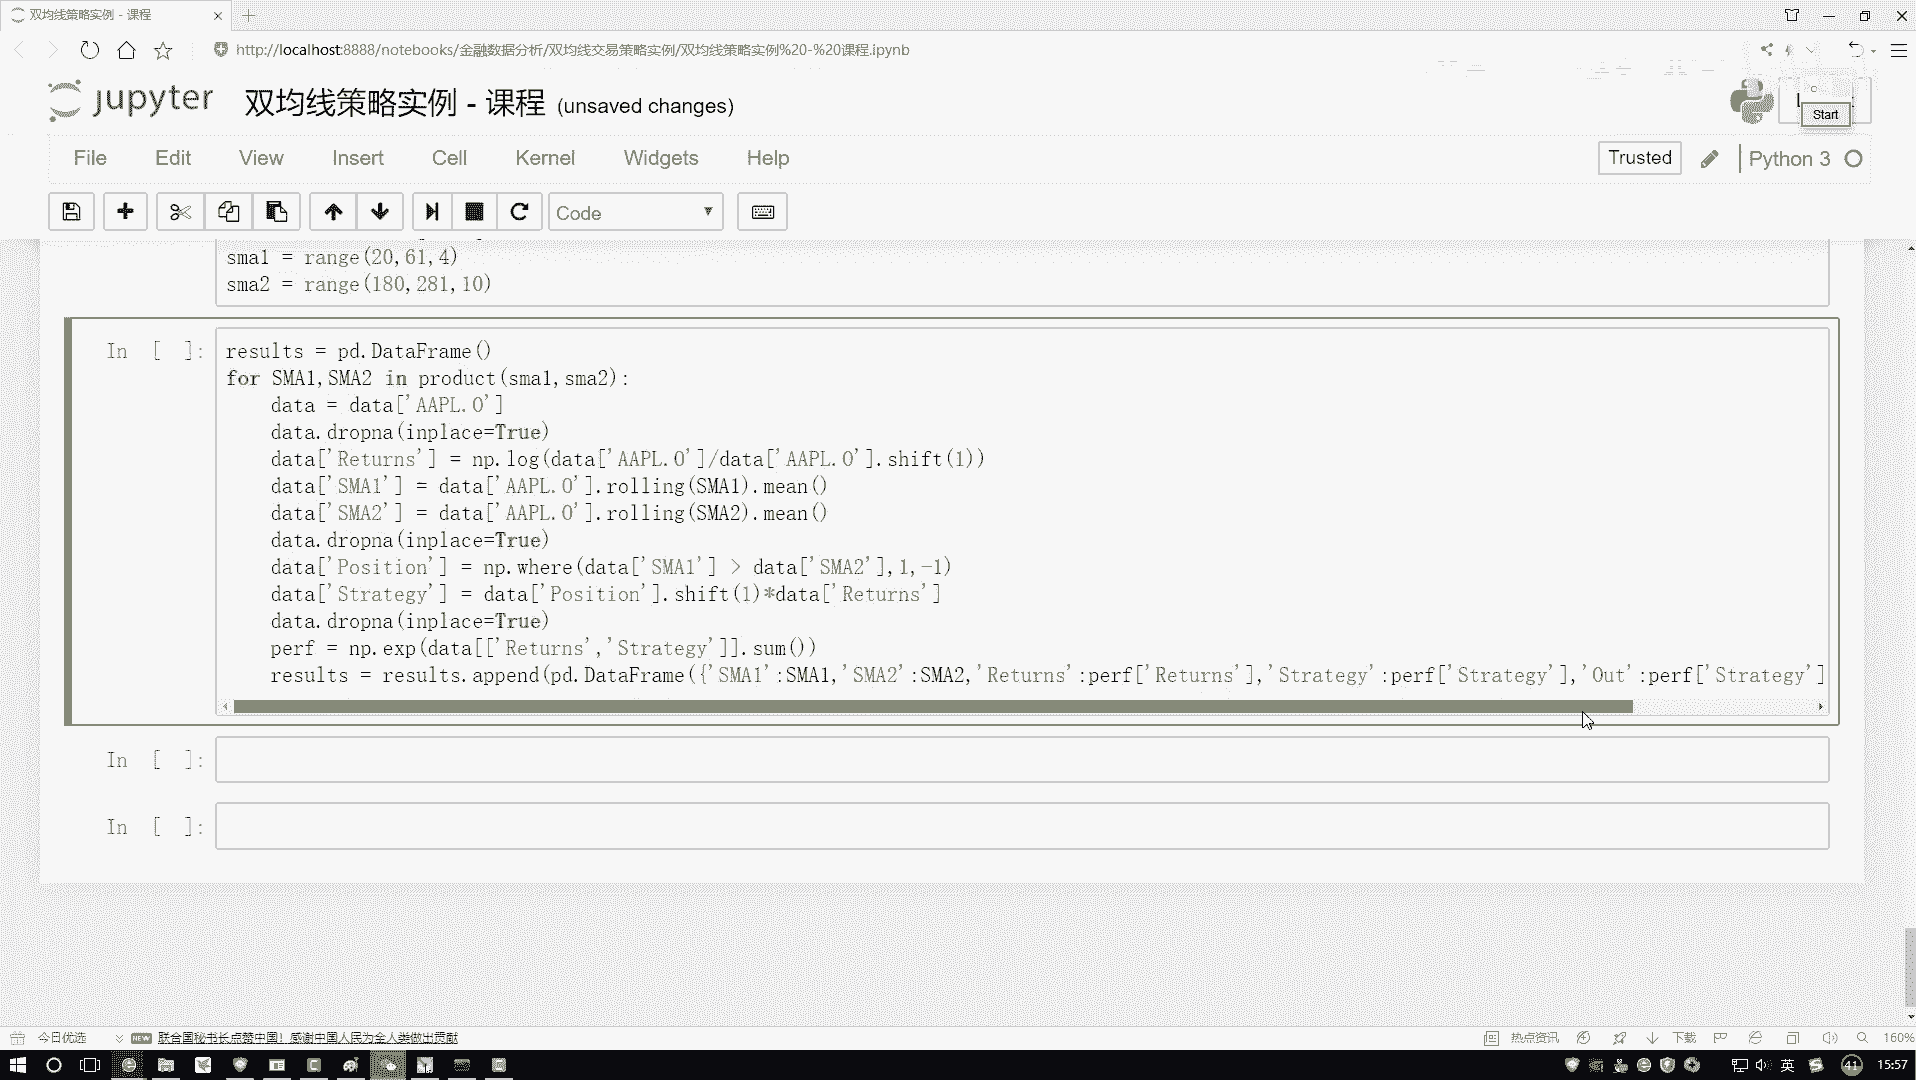 双均线策略实例 - 课程
http://localhost:8888/notebooks/金融数据分析/双均线交易策略实例/双均线策略实例%20-%20课程.ipynb
jupyter 双均线策略实例 - 课程 (unsaved changes)
Start
File Edit View Insert Cell Kernel Widgets Help
Trusted Python 3
Code
sma1 = range(20,61,4)
sma2 = range(180,281,10)
In [ ]:
results = pd.DataFrame()
for SMA1,SMA2 in product(sma1,sma2):
    data = data['AAPL.O']
    data.dropna(inplace=True)
    data['Returns'] = np.log(data['AAPL.O']/data['AAPL.O'].shift(1))
    data['SMA1'] = data['AAPL.O'].rolling(SMA1).mean()
    data['SMA2'] = data['AAPL.O'].rolling(SMA2).mean()
    data.dropna(inplace=True)
    data['Position'] = np.where(data['SMA1'] > data['SMA2'],1,-1)
    data['Strategy'] = data['Position'].shift(1)*data['Returns']
    data.dropna(inplace=True)
    perf = np.exp(data[['Returns','Strategy']].sum())
    results = results.append(pd.DataFrame({'SMA1':SMA1,'SMA2':SMA2,'Returns':perf['Returns'],'Strategy':perf['Strategy'],'Out':perf['Strategy']
In [ ]:
In [ ]:
今日优选 NEW 联合国秘书长点赞中国！感谢中国人民为全人类做出贡献 热点资讯 下载 160%
英 41 15:57